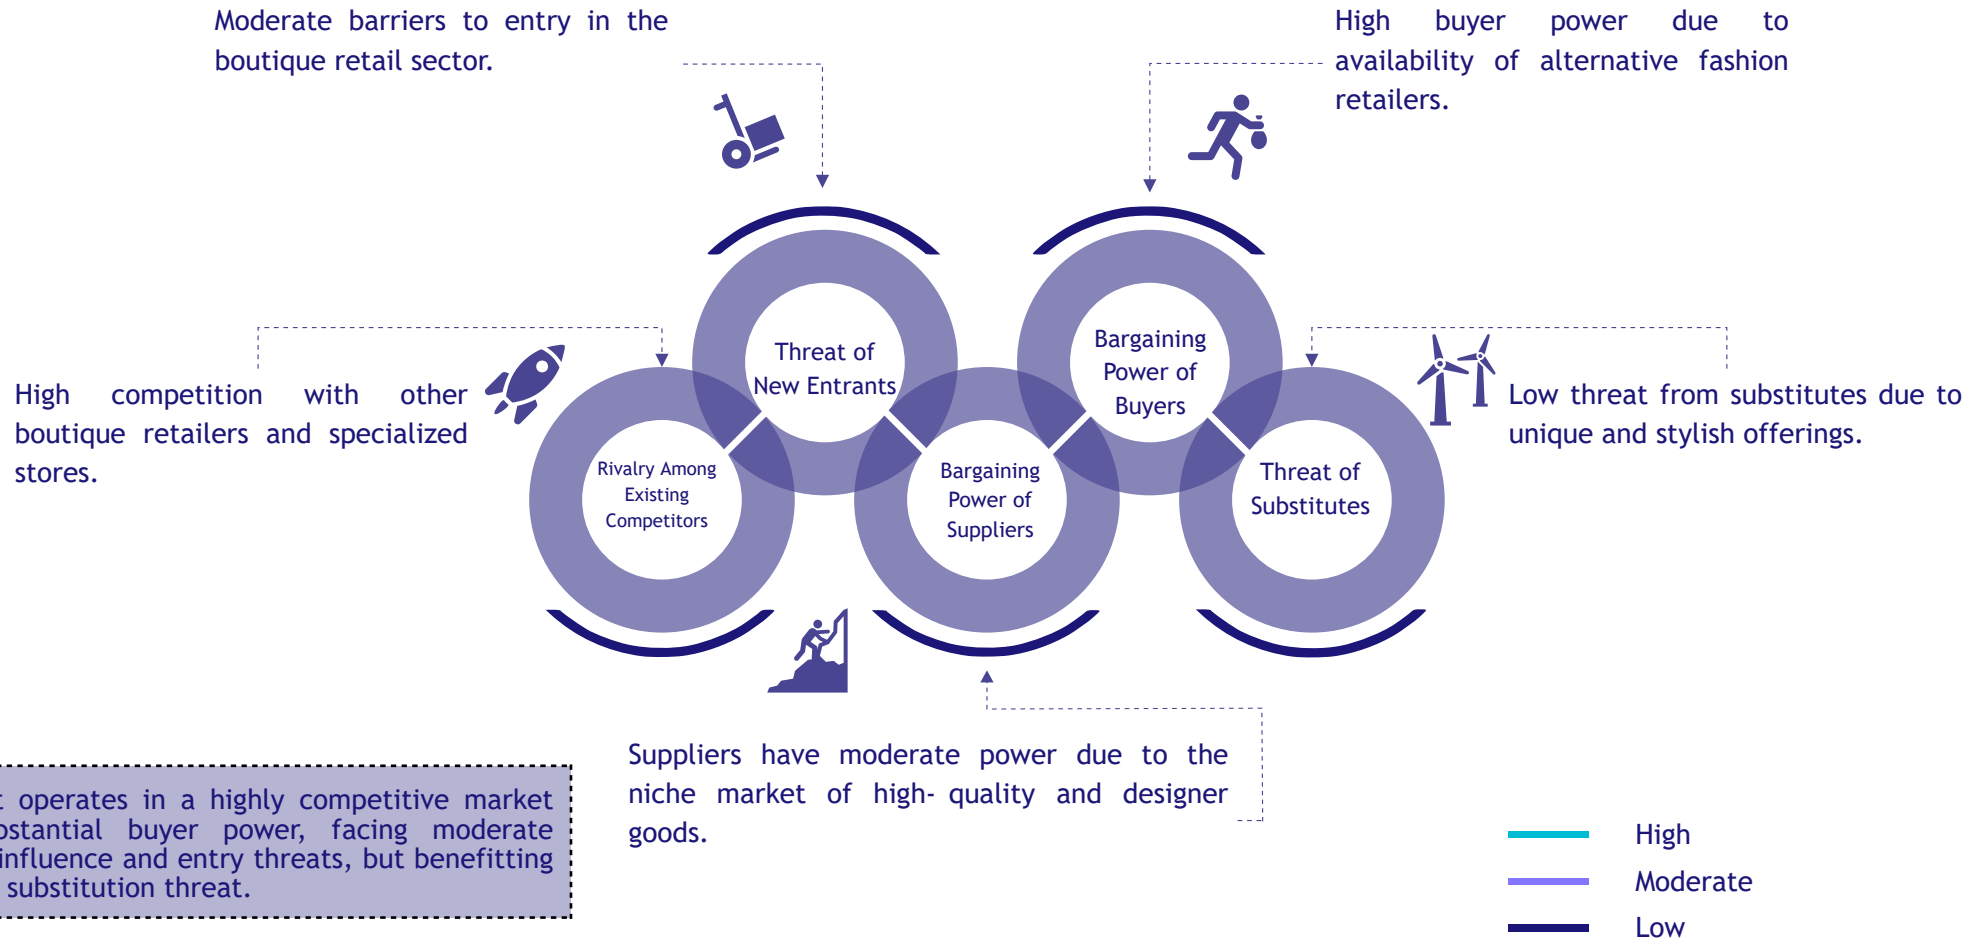 Moderate barriers to entry in the
boutique retail sector.
High buyer power due to
availability of alternative fashion
retailers.
High competition with other
boutique retailers and specialized
stores.
Threat of
New Entrants
Bargaining
Power of
Buyers
Rivalry Among
Existing
Competitors
Bargaining
Power of
Suppliers
Threat of
Substitutes
Low threat from substitutes due to
unique and stylish offerings.
Suppliers have moderate power due to the
niche market of high- quality and designer
goods.
operates in a highly competitive market
buyer power, facing moderate
influence and entry threats, but benefitting
substitution threat.
High
Moderate
Low